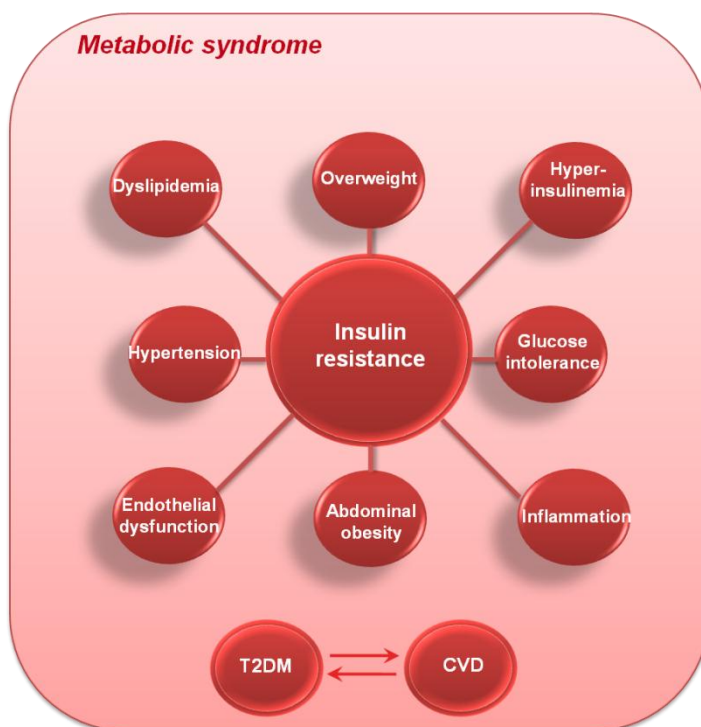 Metabolic syndrome
Dyslipidemia
Overweight
Hyper-
insulinemia
Hypertension
Insulin
resistance
Glucose
intolerance
Endothelial
dysfunction
Abdominal
obesity
Inflammation
T2DM
CVD